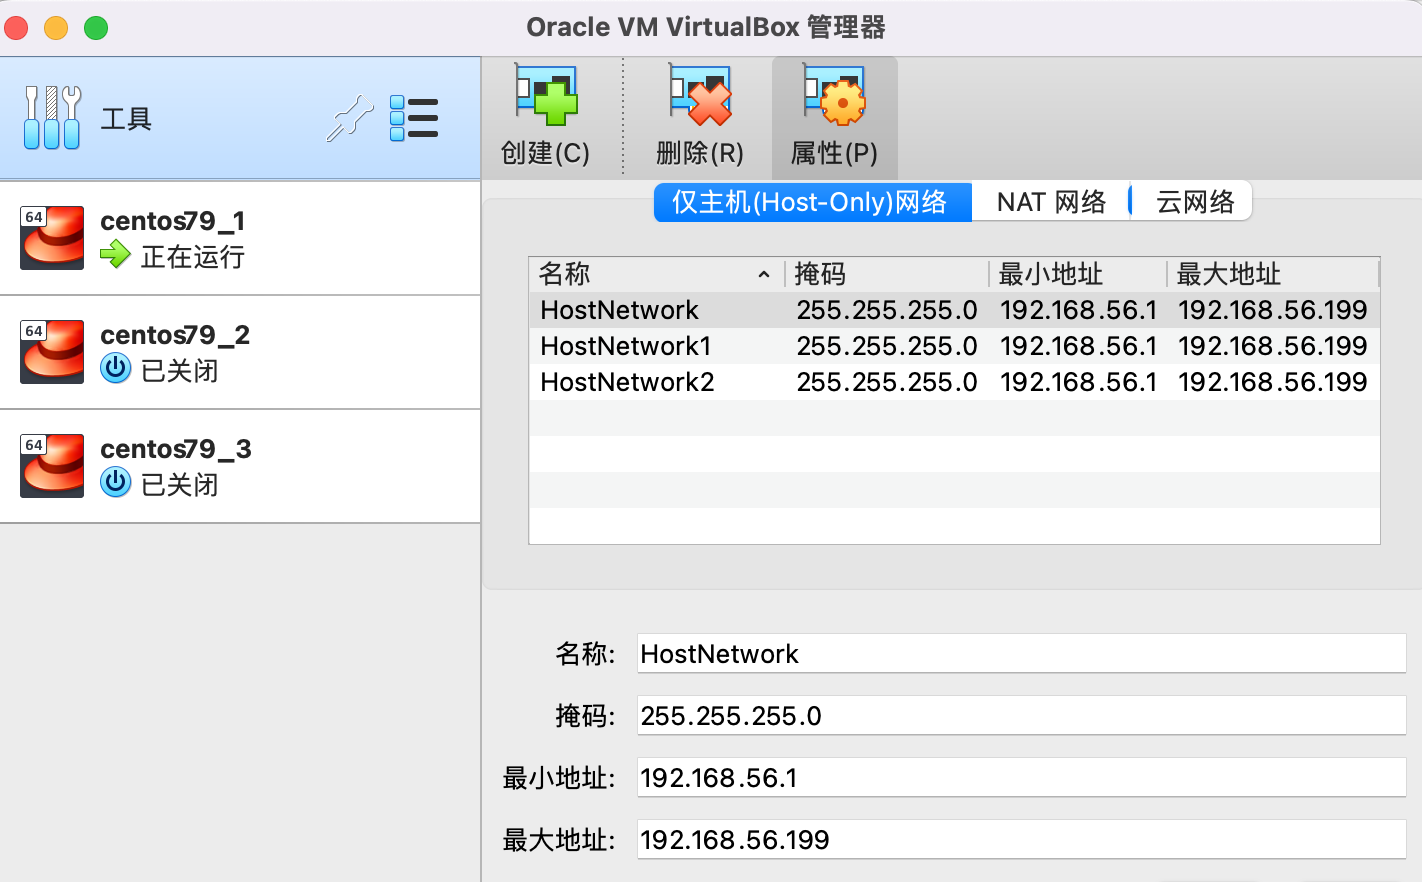 Oracle VM VirtualBox 管理器
工具
64
centos79_1
正在运行
64
centos79_2
已关闭
64
centos79_3
已关闭
创建(C) 删除(R) 属性(P)
仅主机(Host-Only)网络 NAT 网络 云网络
名称 掩码 最小地址 最大地址
HostNetwork 255.255.255.0 192.168.56.1 192.168.56.199
HostNetwork1 255.255.255.0 192.168.56.1 192.168.56.199
HostNetwork2 255.255.255.0 192.168.56.1 192.168.56.199
名称: HostNetwork
掩码: 255.255.255.0
最小地址: 192.168.56.1
最大地址: 192.168.56.199